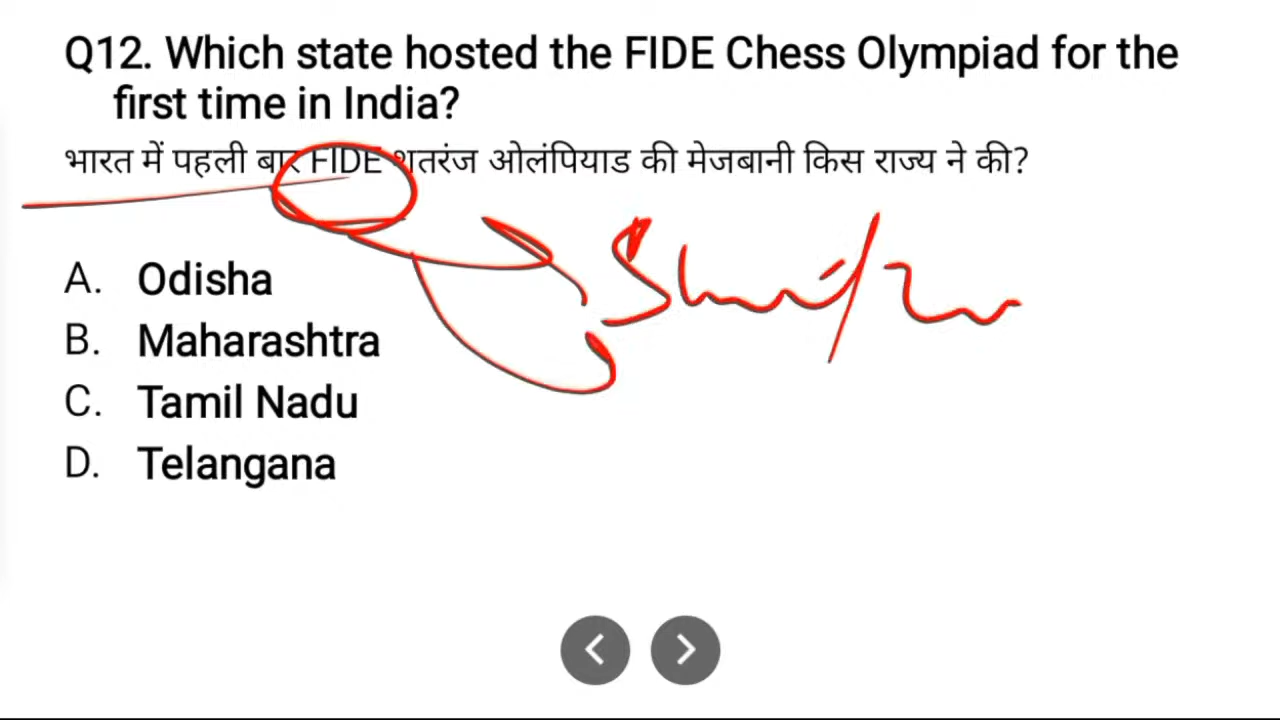 Q12. Which state hosted the FIDE Chess Olympiad for the
first time in India?
भारत में पहली बार FIDE शतरंज ओलंपियाड की मेजबानी किस राज्य ने की?
A. Odisha
B. Maharashtra
C. Tamil Nadu
D. Telangana